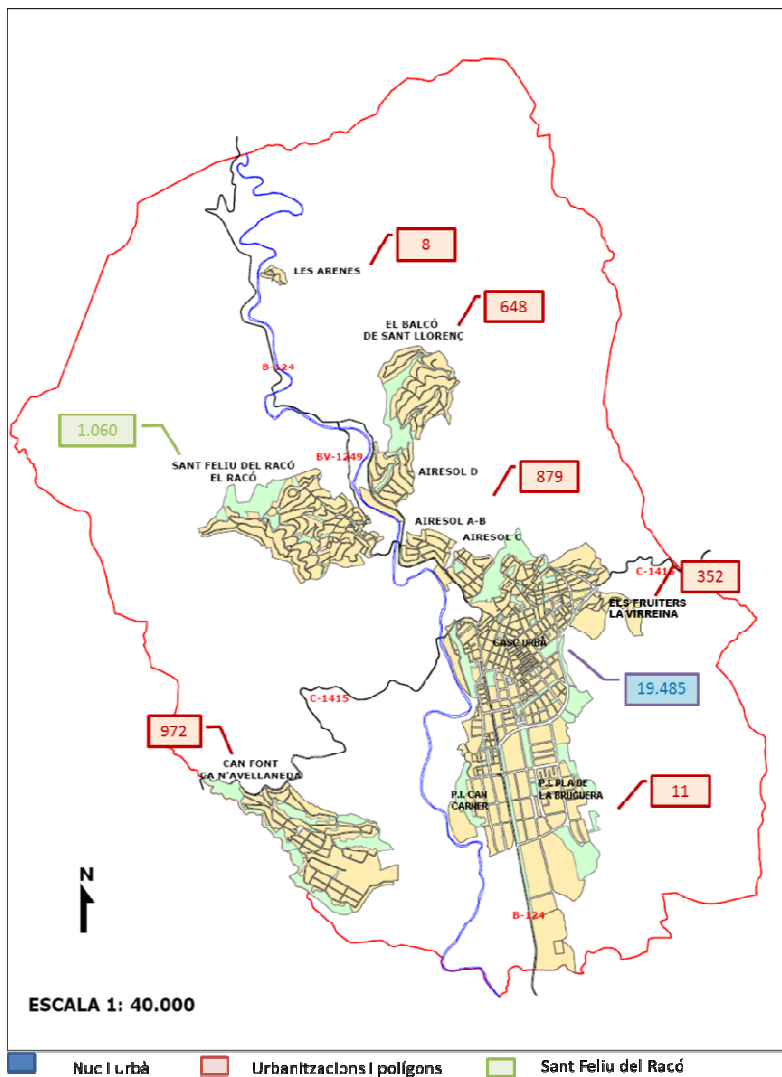 8
LES ARENES
648
EL BALCÓ
DE SANT LLORENÇ
B-124
1.060
BV-1249
SANT FELIU DEL RACÓ
EL RACÓ
AIRESOL D
879
AIRESOL A-B
AIRESOL C
C-1415
352
ELS FRUITERS
LA VIRREINA
CASC URBÀ
19.485
C-1415
972
CAN FONT
CA N'AVELLANEDA
P.I. CAN
CARNER
P.I. PLA DE
LA BRUGUERA
11
N
B-124
ESCALA 1: 40.000
Nucli urbà
Urbanitzacions i polígons
Sant Feliu del Racó